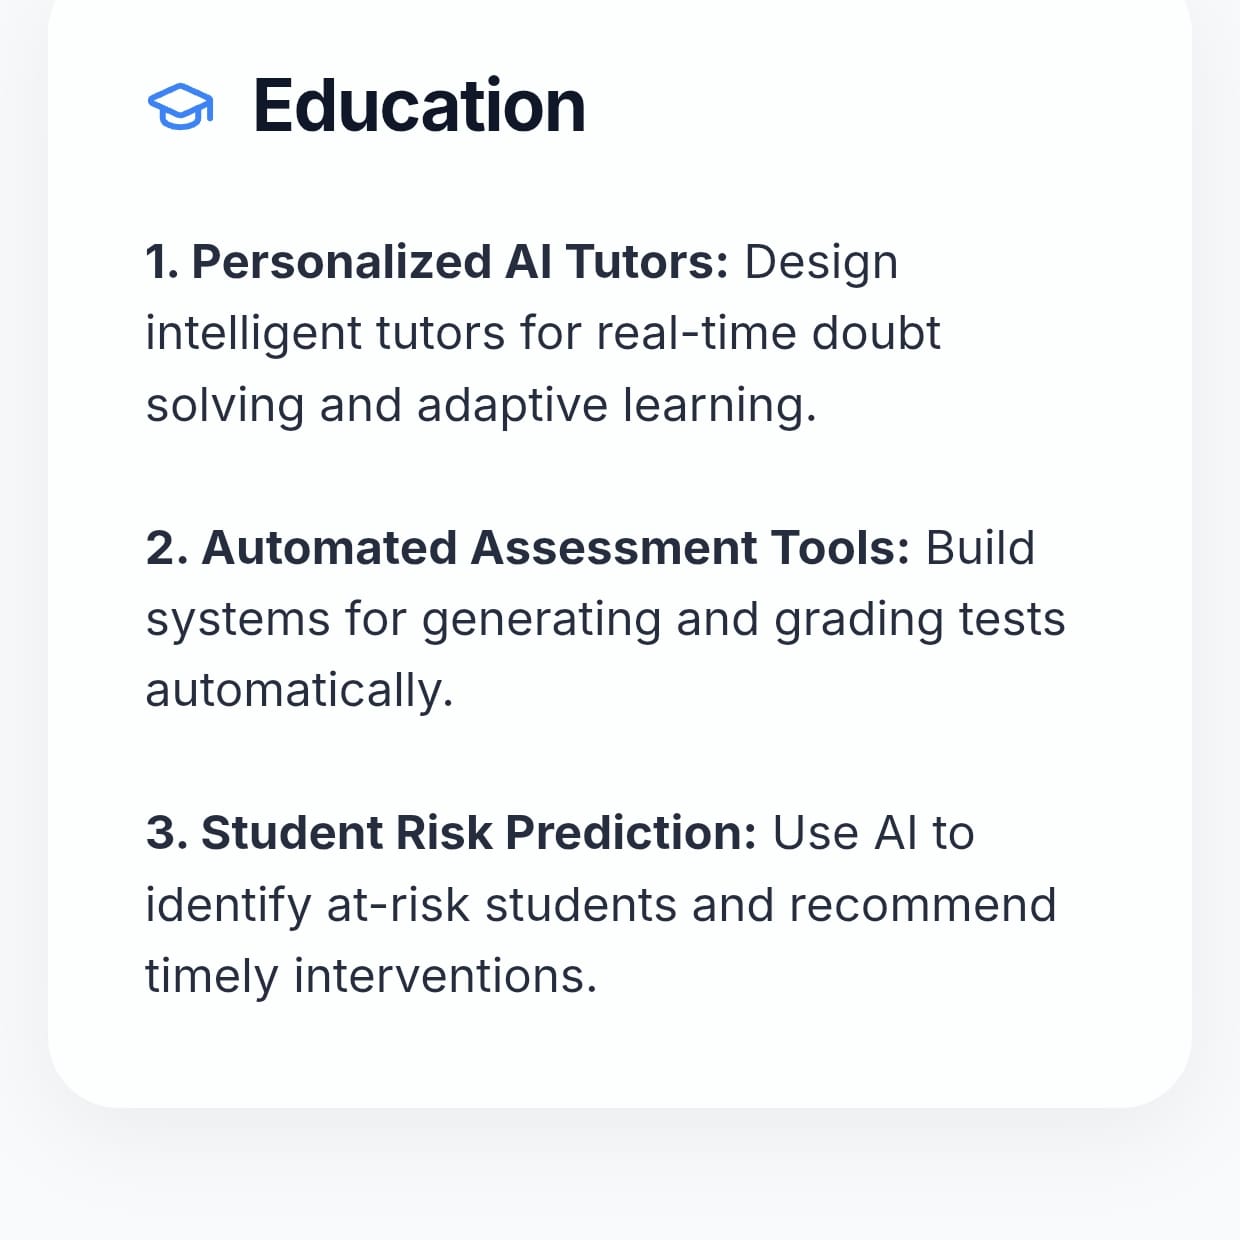 Education
1. Personalized AI Tutors: Design
intelligent tutors for real-time doubt
solving and adaptive learning.
2. Automated Assessment Tools: Build
systems for generating and grading tests
automatically.
3. Student Risk Prediction: Use AI to
identify at-risk students and recommend
timely interventions.